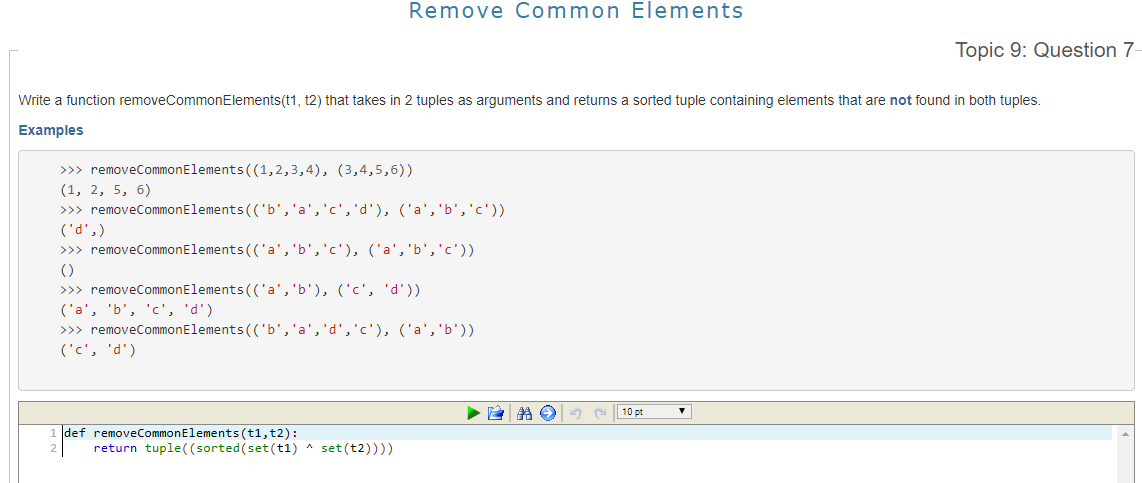 Remove Common Elements
Topic 9: Question 7
Write a function removeCommonElements(t1, t2) that takes in 2 tuples as arguments and returns a sorted tuple containing elements that are not found in both tuples.
Examples
>>> removeCommonElements((1,2,3,4), (3,4,5,6))
(1, 2, 5, 6)
>>> removeCommonElements(('b','a','c','d'), ('a','b','c'))
('d',)
>>> removeCommonElements(('a','b','c'), ('a','b','c'))
()
>>> removeCommonElements(('a','b'), ('c', 'd'))
('a', 'b', 'c', 'd')
>>> removeCommonElements(('b','a','d','c'), ('a','b'))
('c', 'd')
10 pt
1 def removeCommonElements(t1,t2):
2     return tuple((sorted(set(t1) ^ set(t2))))